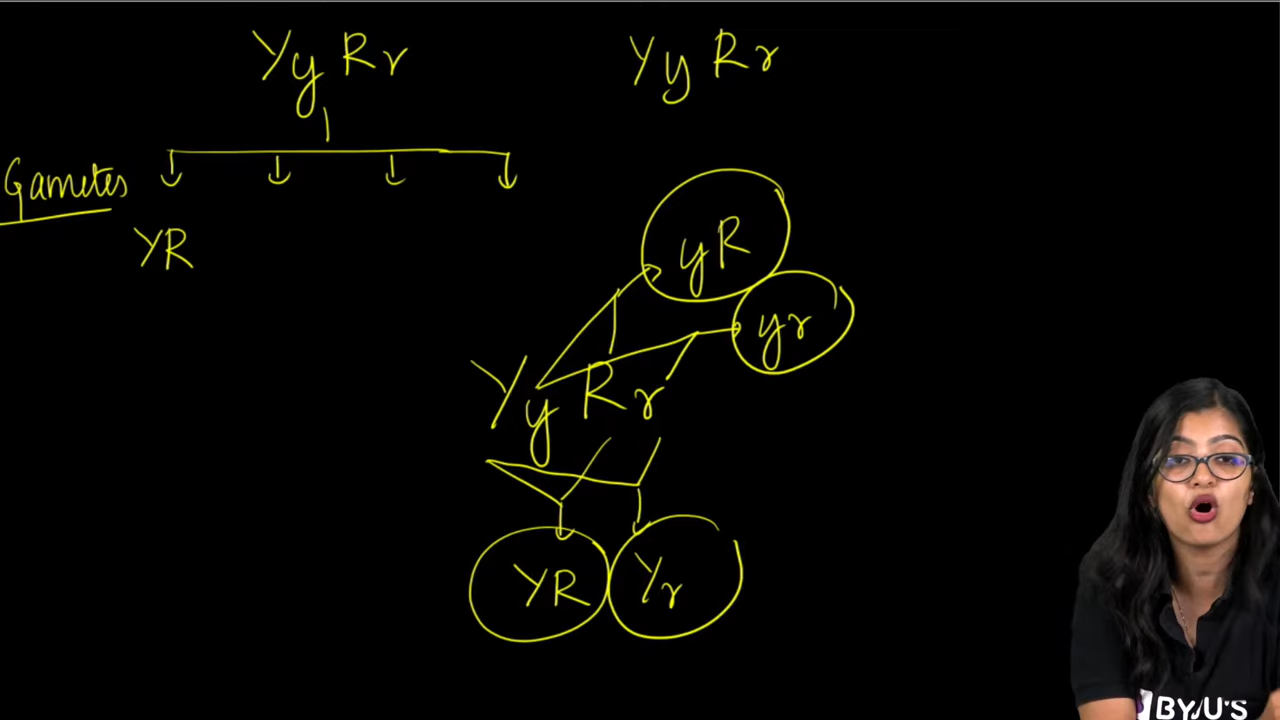 Yy Rr Yy Rr
Gametes
YR
yR
yr
Yy Rr
YR Yr
BYJU'S